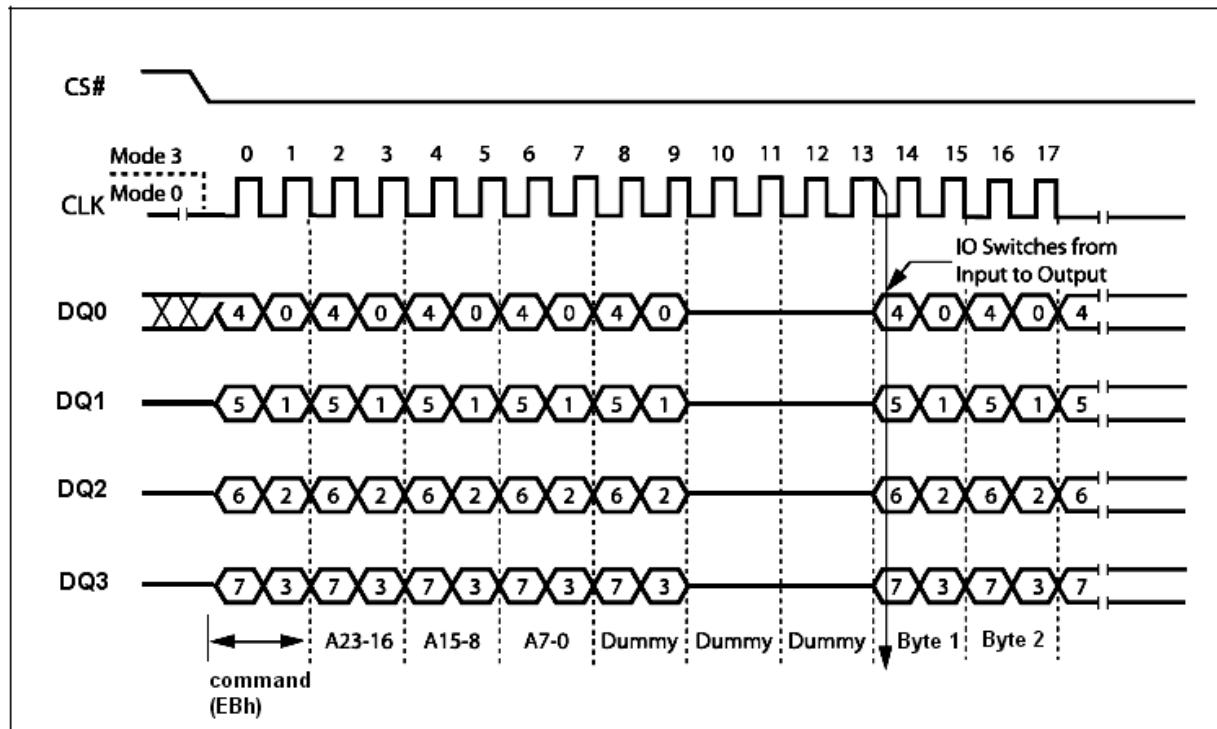 CS#
Mode 3
0 1 2 3 4 5 6 7 8 9 10 11 12 13 14 15 16 17
Mode 0
CLK
IO Switches from
Input to Output
DQ0 4 0 4 0 4 0 4 0 4 0 4 0 4 0 4
DQ1 5 1 5 1 5 1 5 1 5 1 5 1 5 1 5
DQ2 6 2 6 2 6 2 6 2 6 2 6 2 6 2 6
DQ3 7 3 7 3 7 3 7 3 7 3 7 3 7 3 7
A23-16 A15-8 A7-0 Dummy Dummy Dummy Byte 1 Byte 2
command
(EBh)